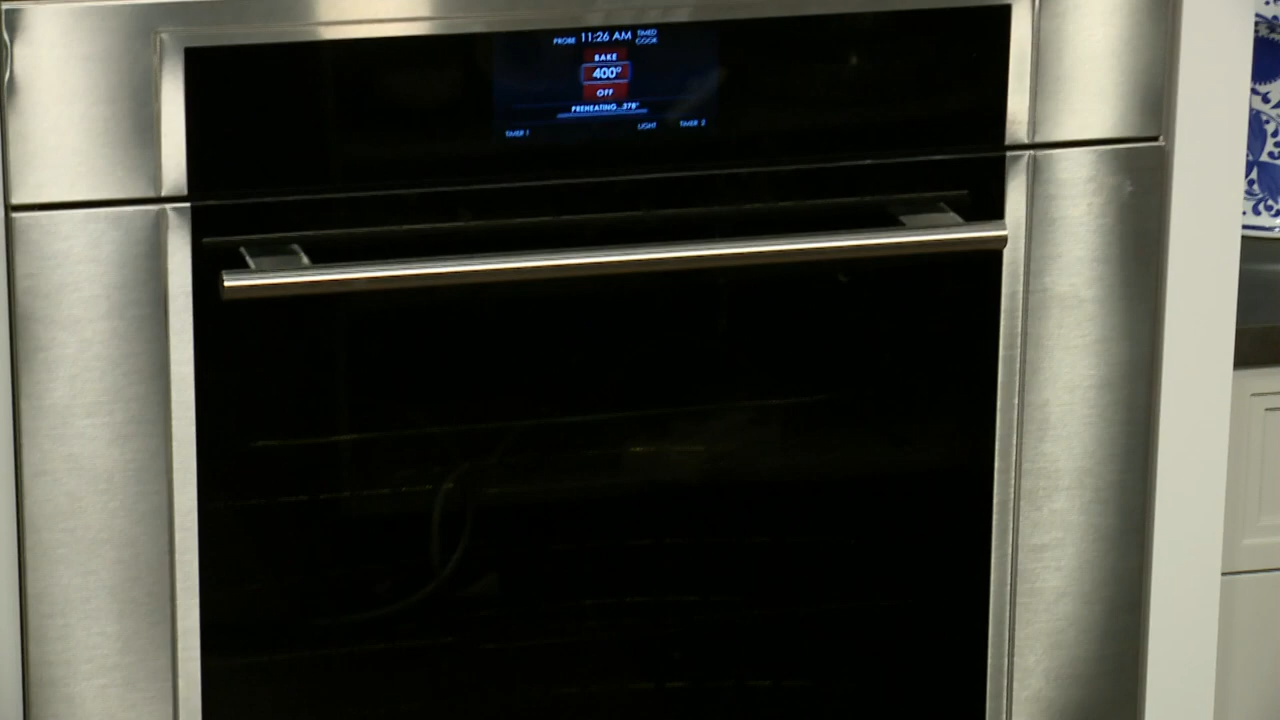 PROBE 11:26 AM TIMED COOK
BAKE
400°
OFF
PREHEATING...378°
TIMER 1 LIGHT TIMER 2